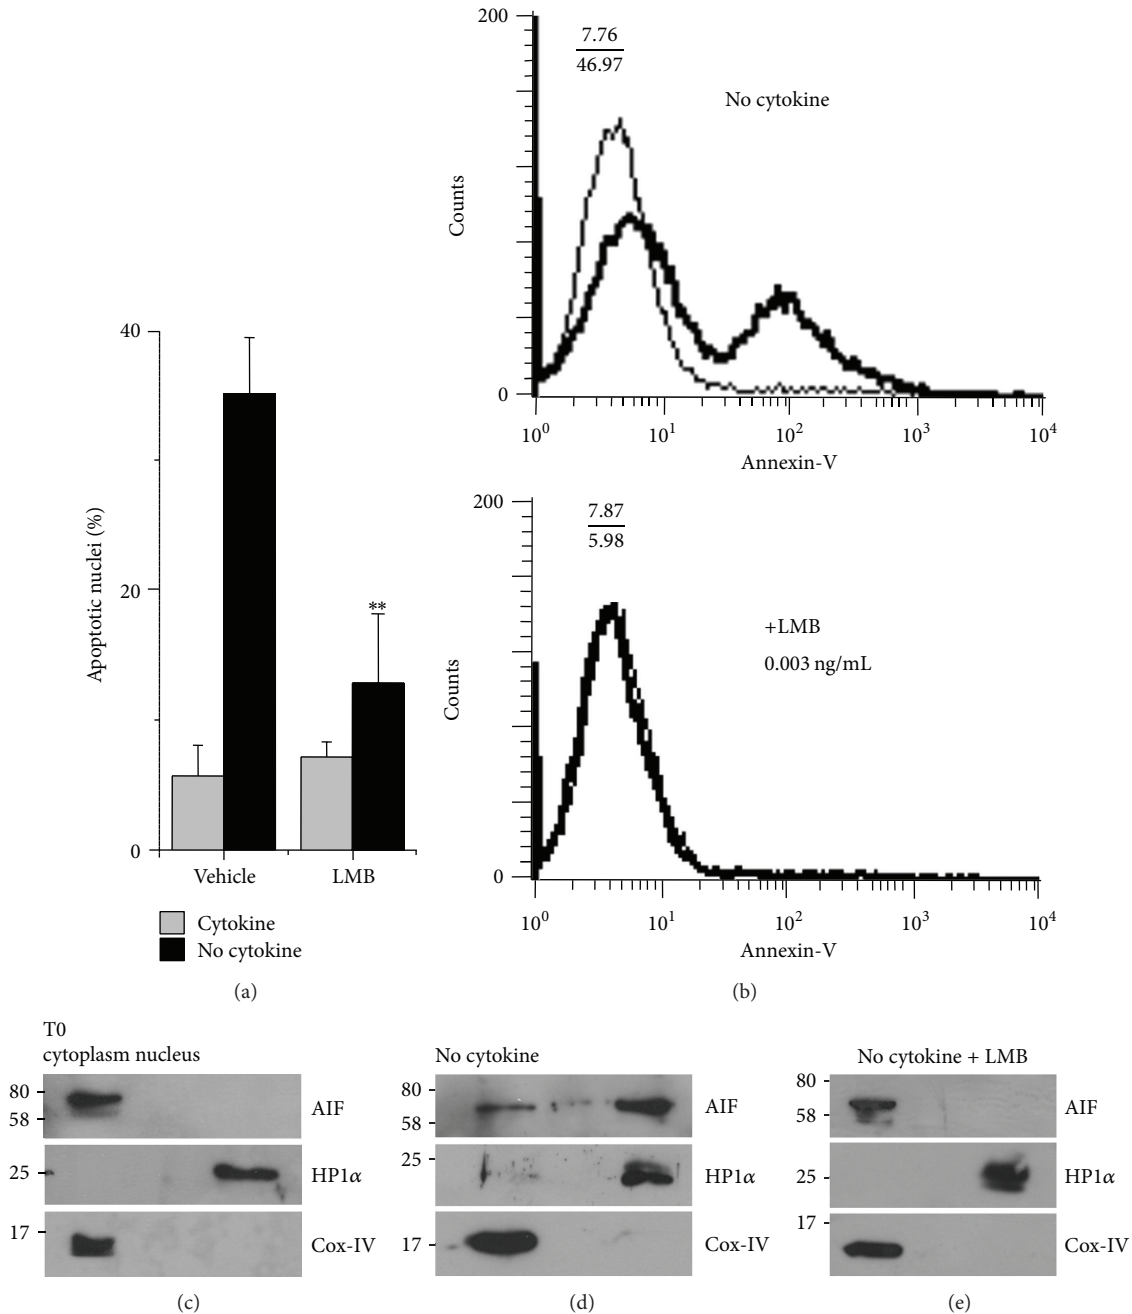 40
20
0
Apoptotic nuclei (%)
Vehicle
LMB
**
Cytokine
No cytokine
(a)
200
0
Counts
7.76
46.97
No cytokine
10⁰
10¹
10²
10³
10⁴
Annexin-V
200
0
Counts
7.87
5.98
+LMB
0.003 ng/mL
10⁰
10¹
10²
10³
10⁴
Annexin-V
(b)
T0
cytoplasm nucleus
80
58
AIF
25
HP1α
17
Cox-IV
(c)
No cytokine
80
58
AIF
25
HP1α
17
Cox-IV
(d)
No cytokine + LMB
80
58
AIF
25
HP1α
17
Cox-IV
(e)